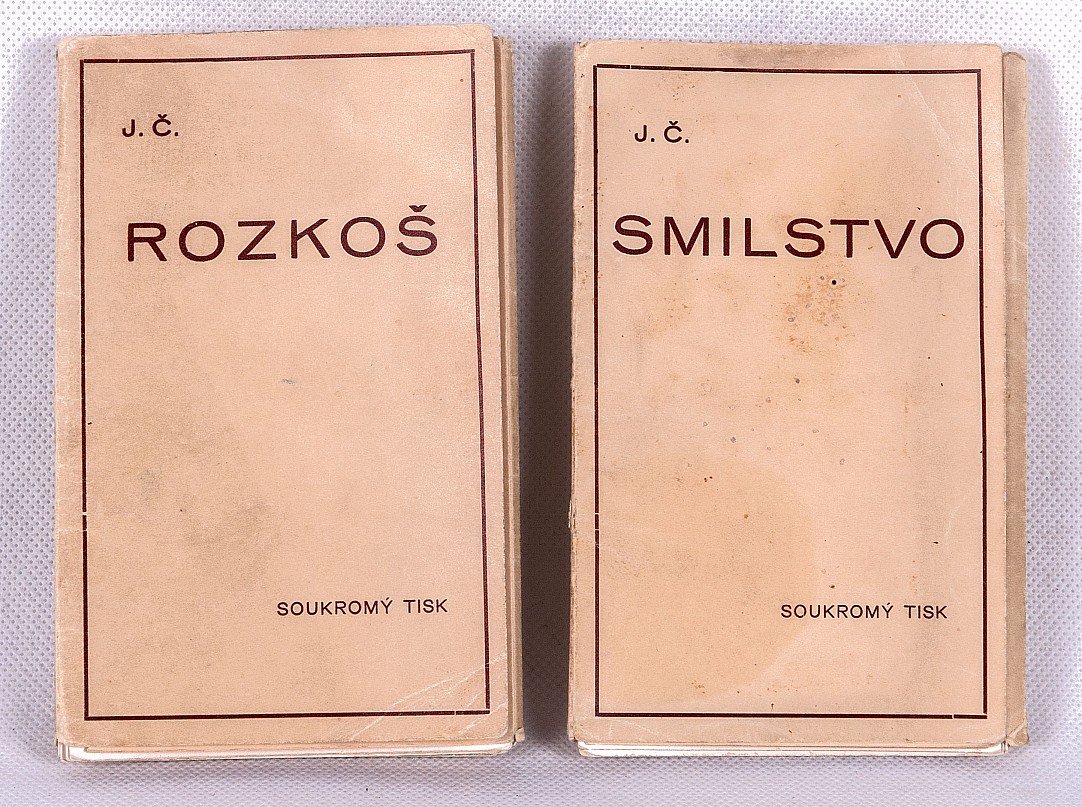 J. Č.
ROZKOŠ
SOUKROMÝ TISK
J. Č.
SMILSTVO
SOUKROMÝ TISK